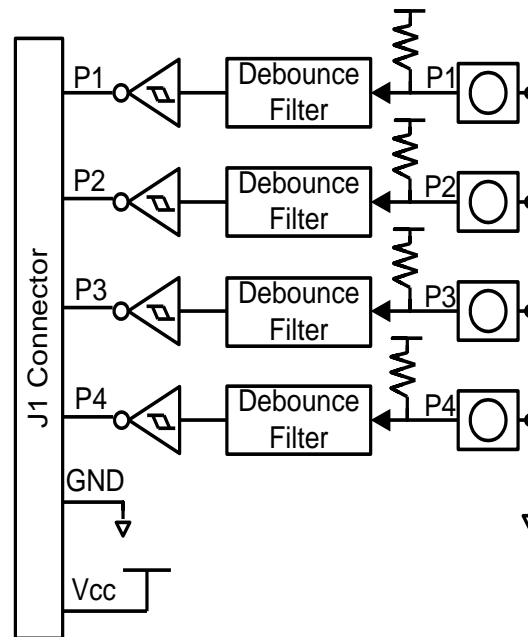 P1
Debounce
Filter
P1
P2
Debounce
Filter
P2
P3
Debounce
Filter
P3
P4
Debounce
Filter
P4
J1 Connector
GND
Vcc